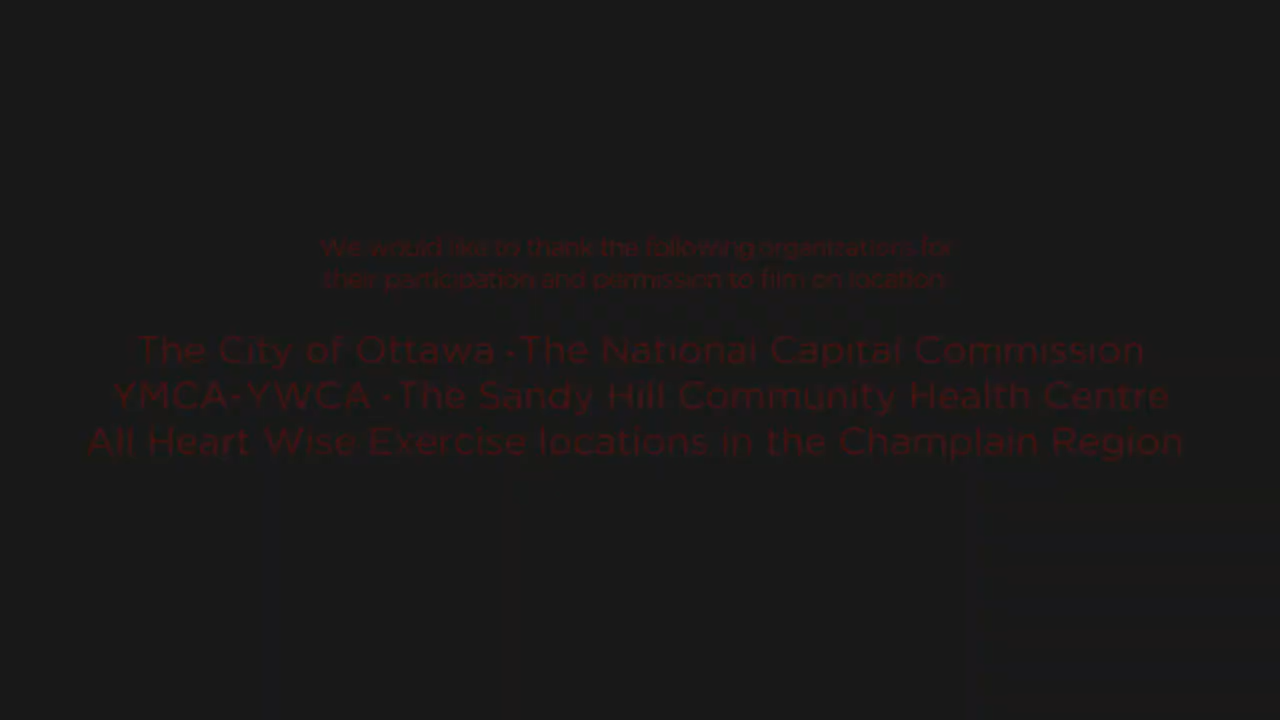 We would like to thank the following organizations for
their participation and permission to film on location
The City of Ottawa · The National Capital Commission
YMCA-YWCA · The Sandy Hill Community Health Centre
All Heart Wise Exercise locations in the Champlain Region